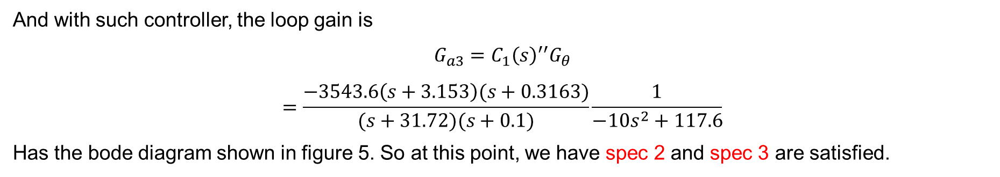 And with such controller, the loop gain is
G_{a3} = C_1(s)''G_θ
= \frac{-3543.6(s + 3.153)(s + 0.3163)}{(s + 31.72)(s + 0.1)} \frac{1}{-10s^2 + 117.6}
Has the bode diagram shown in figure 5. So at this point, we have spec 2 and spec 3 are satisfied.